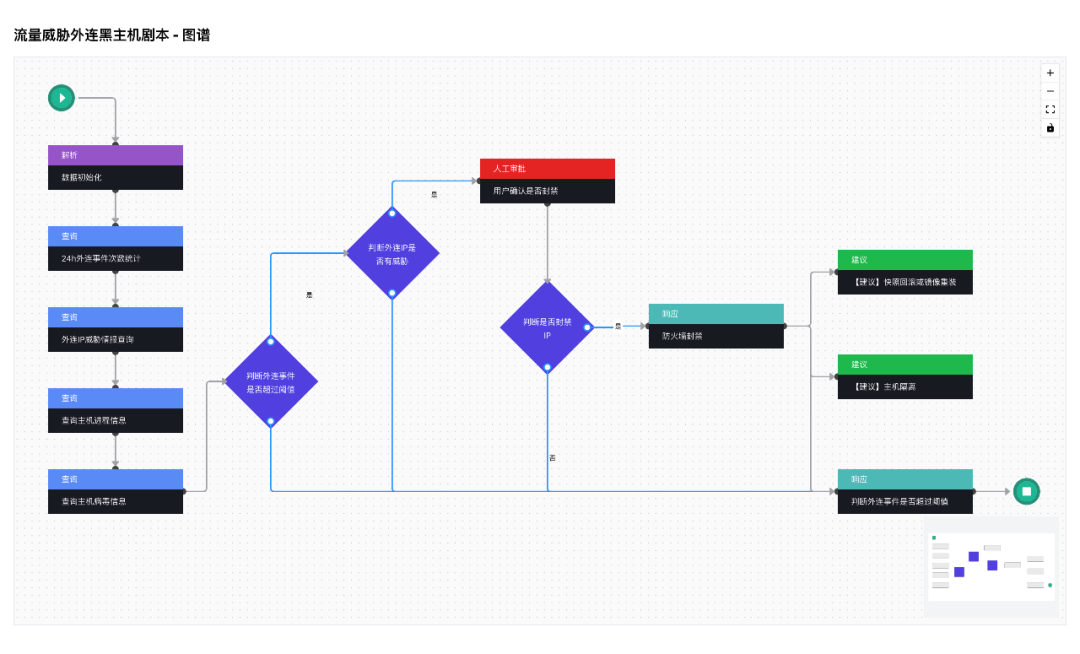 流量威胁外连黑主机剧本 - 图谱
解析
数据初始化
查询
24h外连事件次数统计
查询
外连IP威胁情报查询
查询
查询主机进程信息
查询
查询主机病毒信息
判断外连事件
是否超过阈值
是
判断外连IP是
否有威胁
是
人工审批
用户确认是否封禁
判断是否封禁
IP
是
否
响应
防火墙封禁
建议
【建议】快照回滚或镜像重装
建议
【建议】主机隔离
响应
判断外连事件是否超过阈值